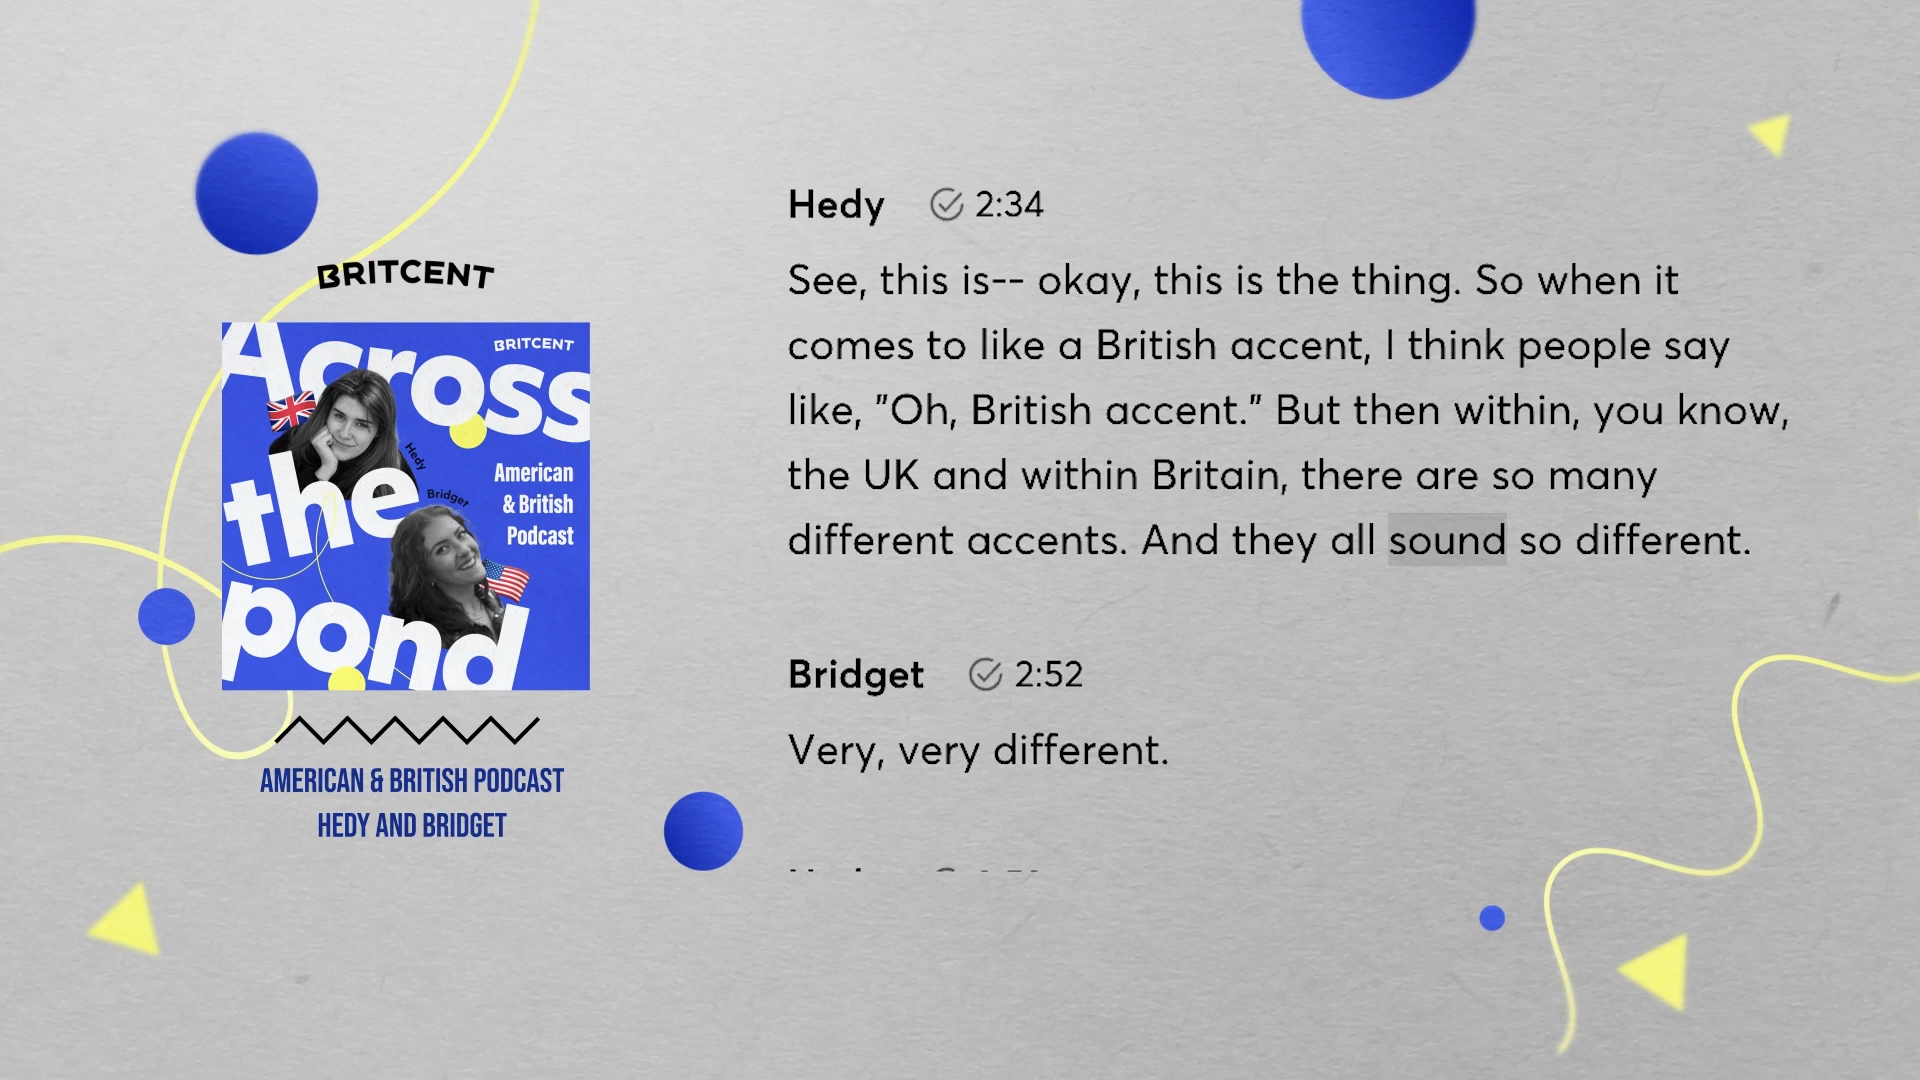 BRITCENT
Across
BRITCENT
Hedy
the
American
& British
Podcast
Bridget
pond
AMERICAN & BRITISH PODCAST
HEDY AND BRIDGET
Hedy 2:34
See, this is-- okay, this is the thing. So when it
comes to like a British accent, I think people say
like, "Oh, British accent." But then within, you know,
the UK and within Britain, there are so many
different accents. And they all sound so different.
Bridget 2:52
Very, very different.